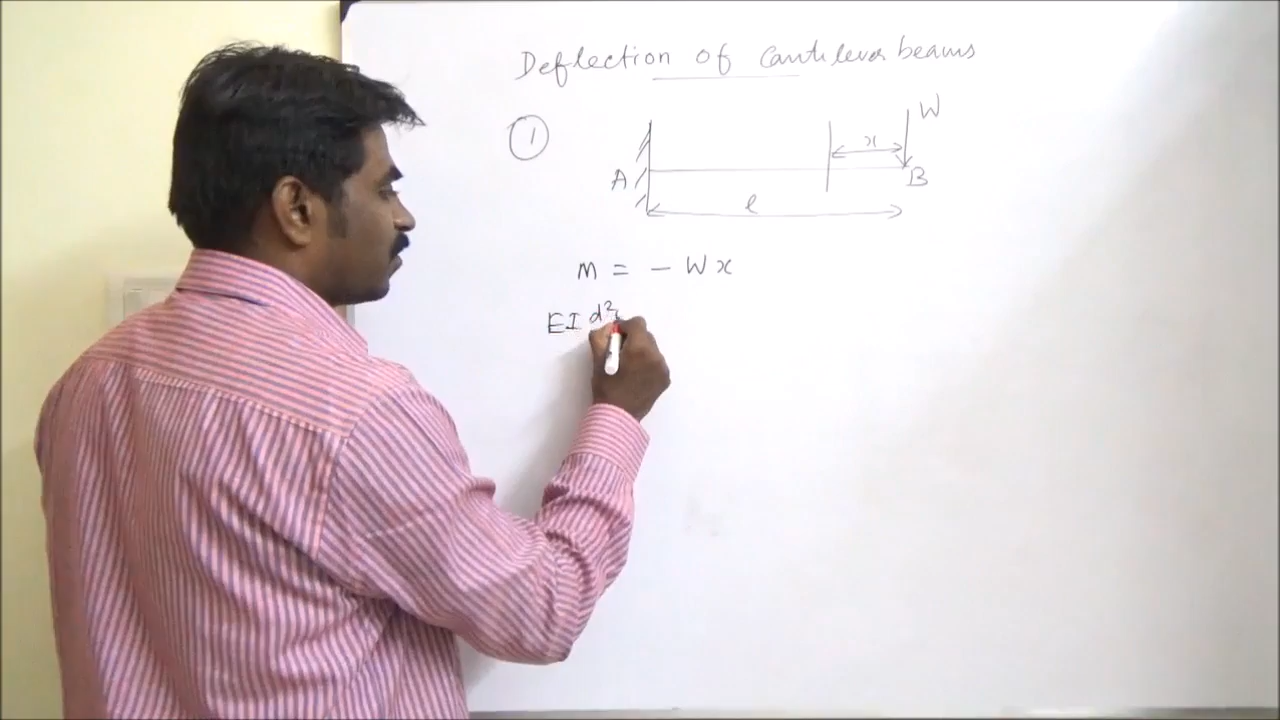 Deflection of Cantilever beams
1
W
x
A
B
l
M = - Wx
EI d²